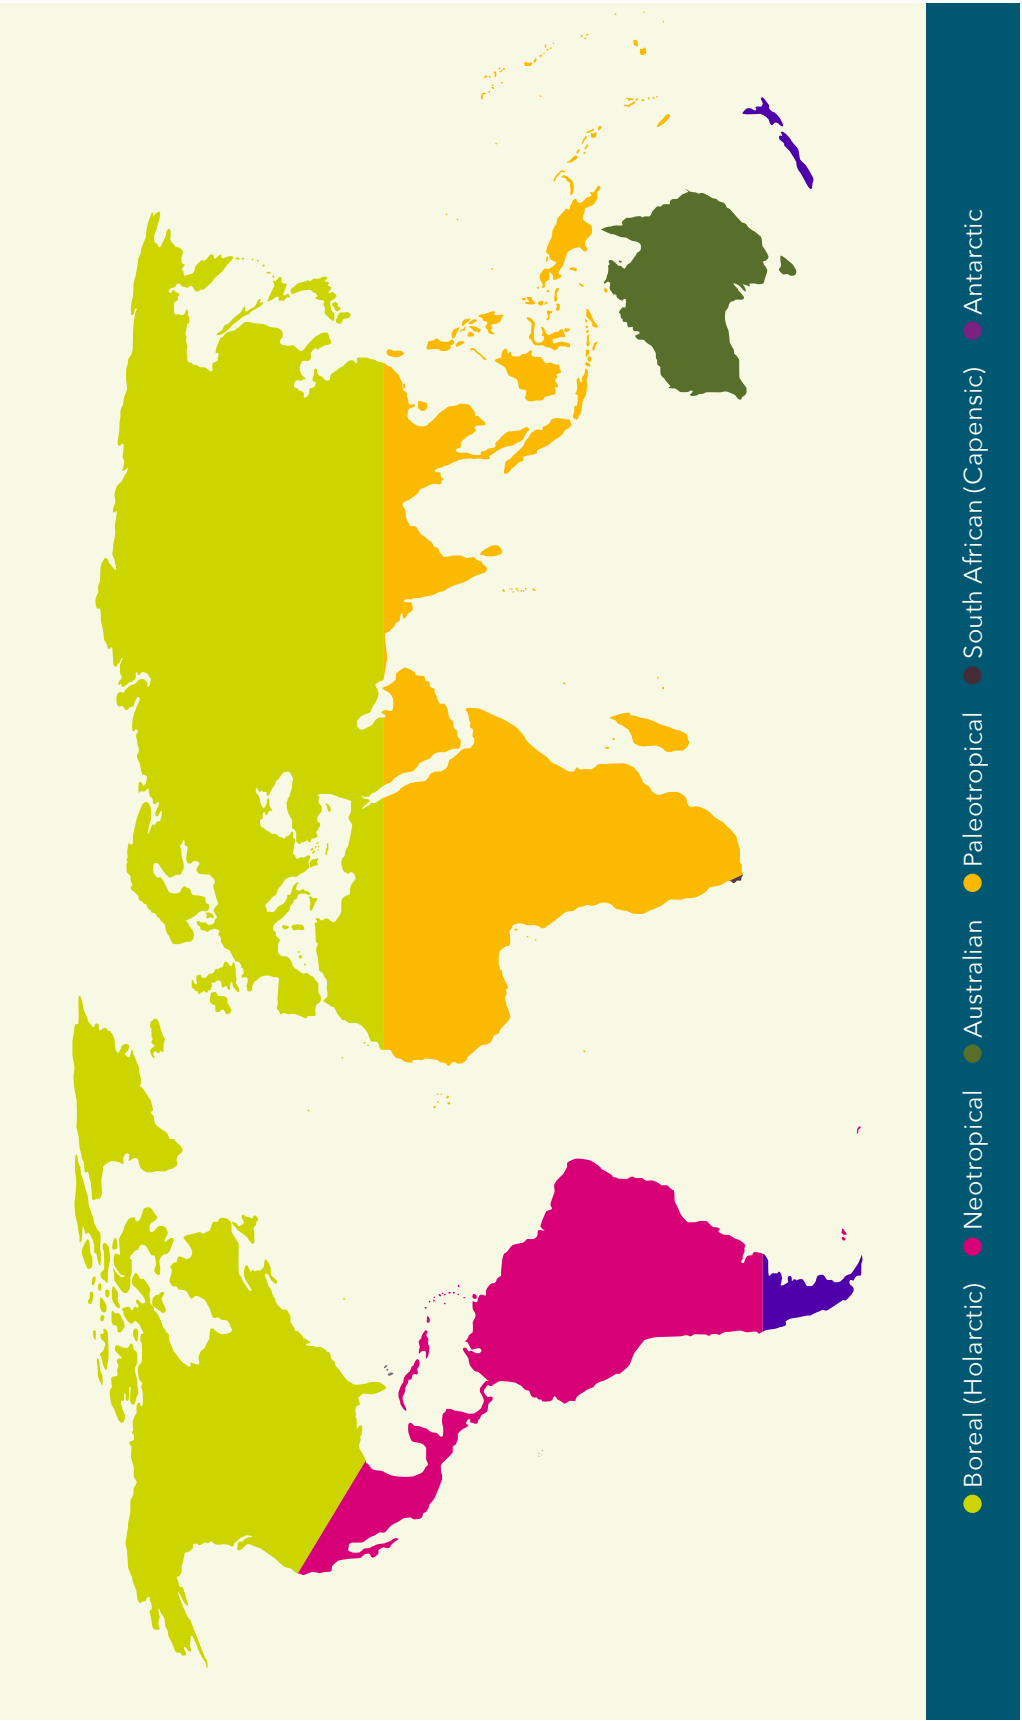 Boreal (Holarctic)
Neotropical
Australian
Paleotropical
South African (Capensic)
Antarctic